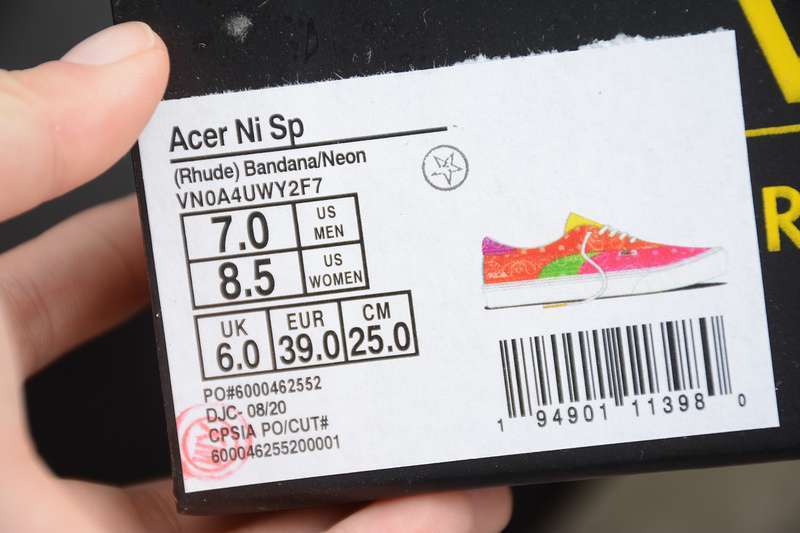 Acer Ni Sp
(Rhude) Bandana/Neon
VN0A4UWY2F7
7.0 US MEN
8.5 US WOMEN
UK EUR CM
6.0 39.0 25.0
PO#6000462552
DJC- 08/20
CPSIA PO/CUT#
600046255200001
1 94901 11398 0
R